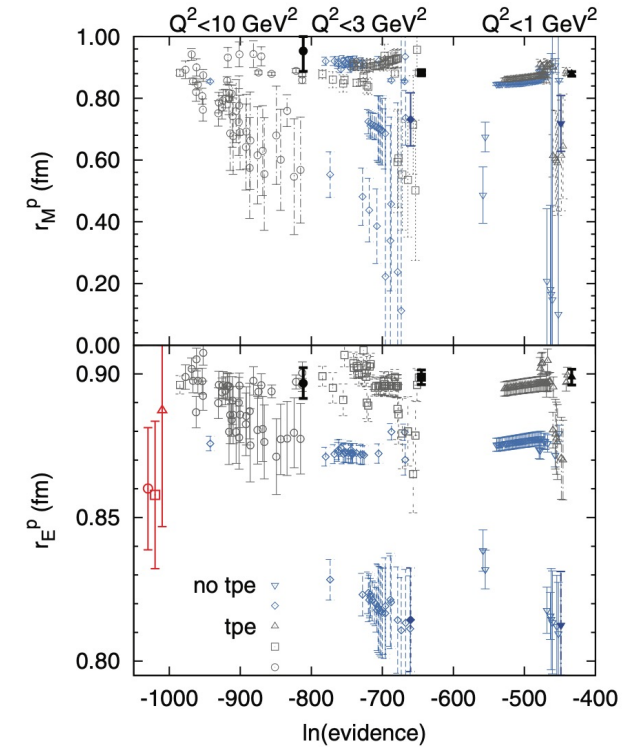 Q²<10 GeV² Q²<3 GeV² Q²<1 GeV²
1.00
0.80
0.60
0.40
0.20
0.00
r_M^p (fm)
0.90
0.85
0.80
r_E^p (fm)
no tpe
tpe
-1000 -900 -800 -700 -600 -500 -400
ln(evidence)